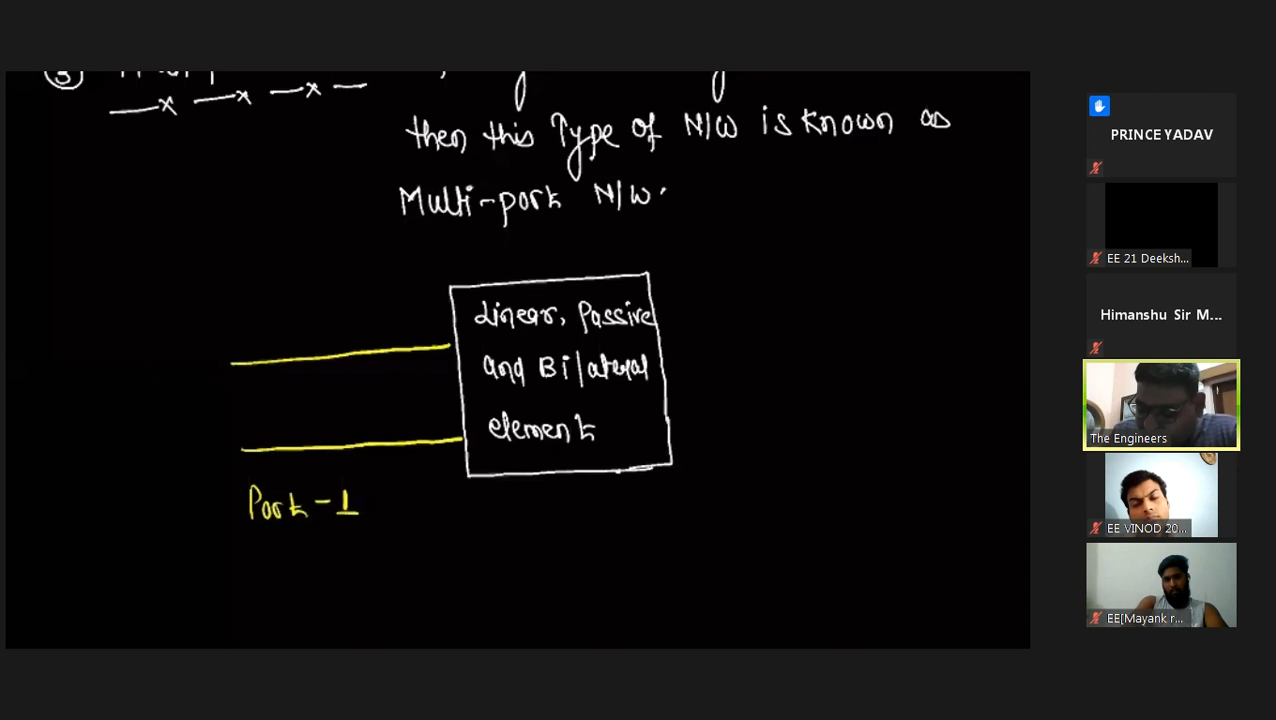 ③
then this Type of N/W is known as
Multi-port N/W.
Linear, Passive
and Bilateral
element
Port-1
PRINCE YADAV
EE 21 Deeksh...
Himanshu Sir M...
The Engineers
EE VINOD 20...
EE[Mayank r...